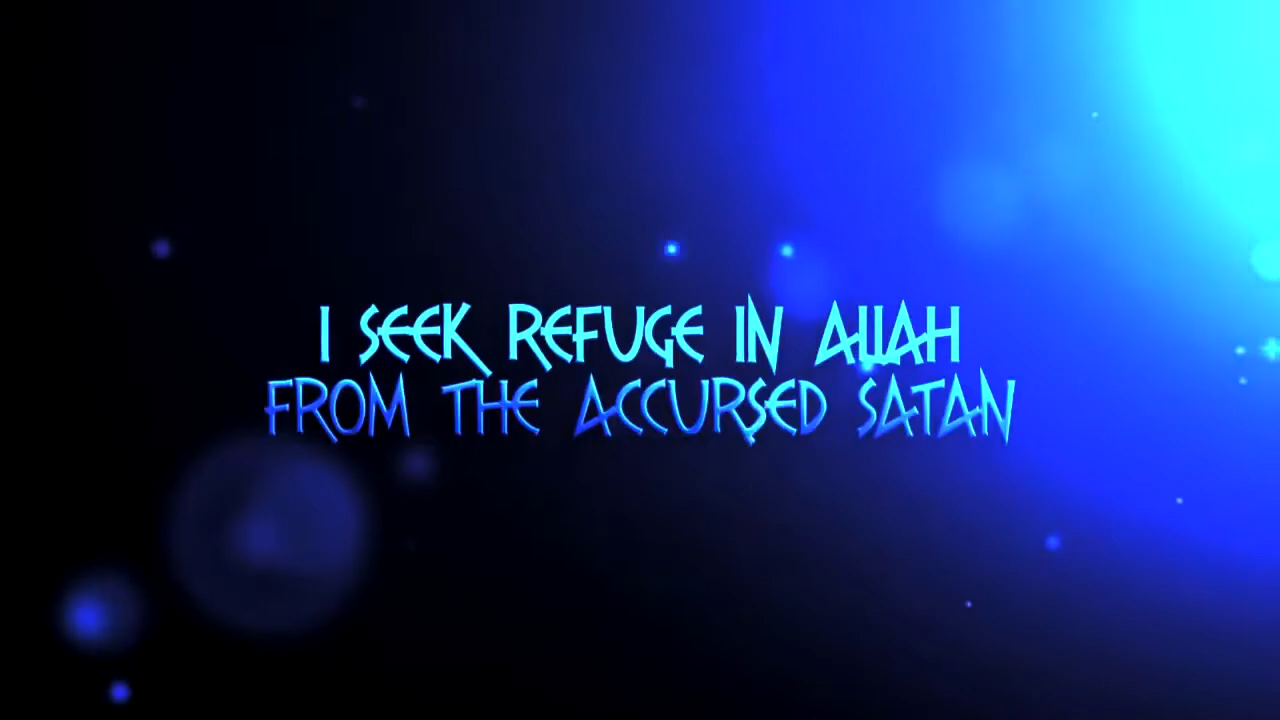 I SEEK REFUGE IN ALLAH
FROM THE ACCURSED SATAN